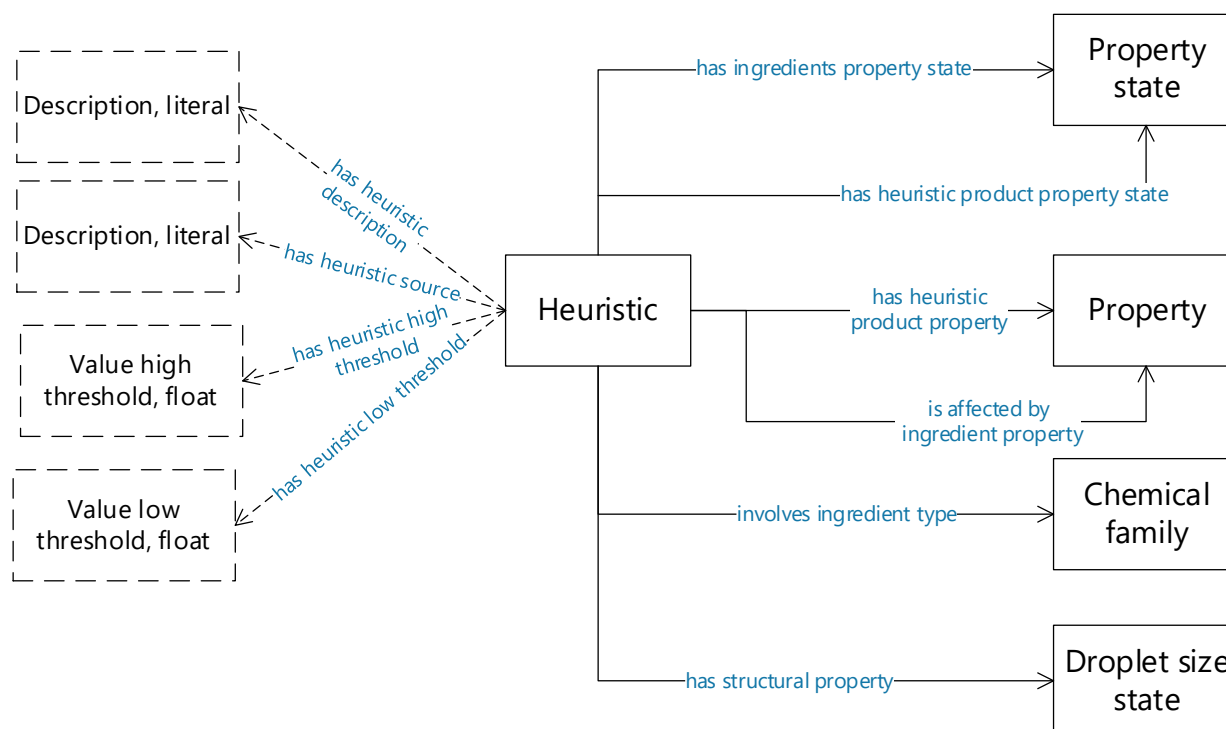 Description, literal
Description, literal
Value high
threshold, float
Value low
threshold, float
has heuristic
description
has heuristic source
has heuristic high
threshold
has heuristic low threshold
Heuristic
has ingredients property state
has heuristic product property state
has heuristic
product property
is affected by
ingredient property
involves ingredient type
has structural property
Property
state
Property
Chemical
family
Droplet size
state